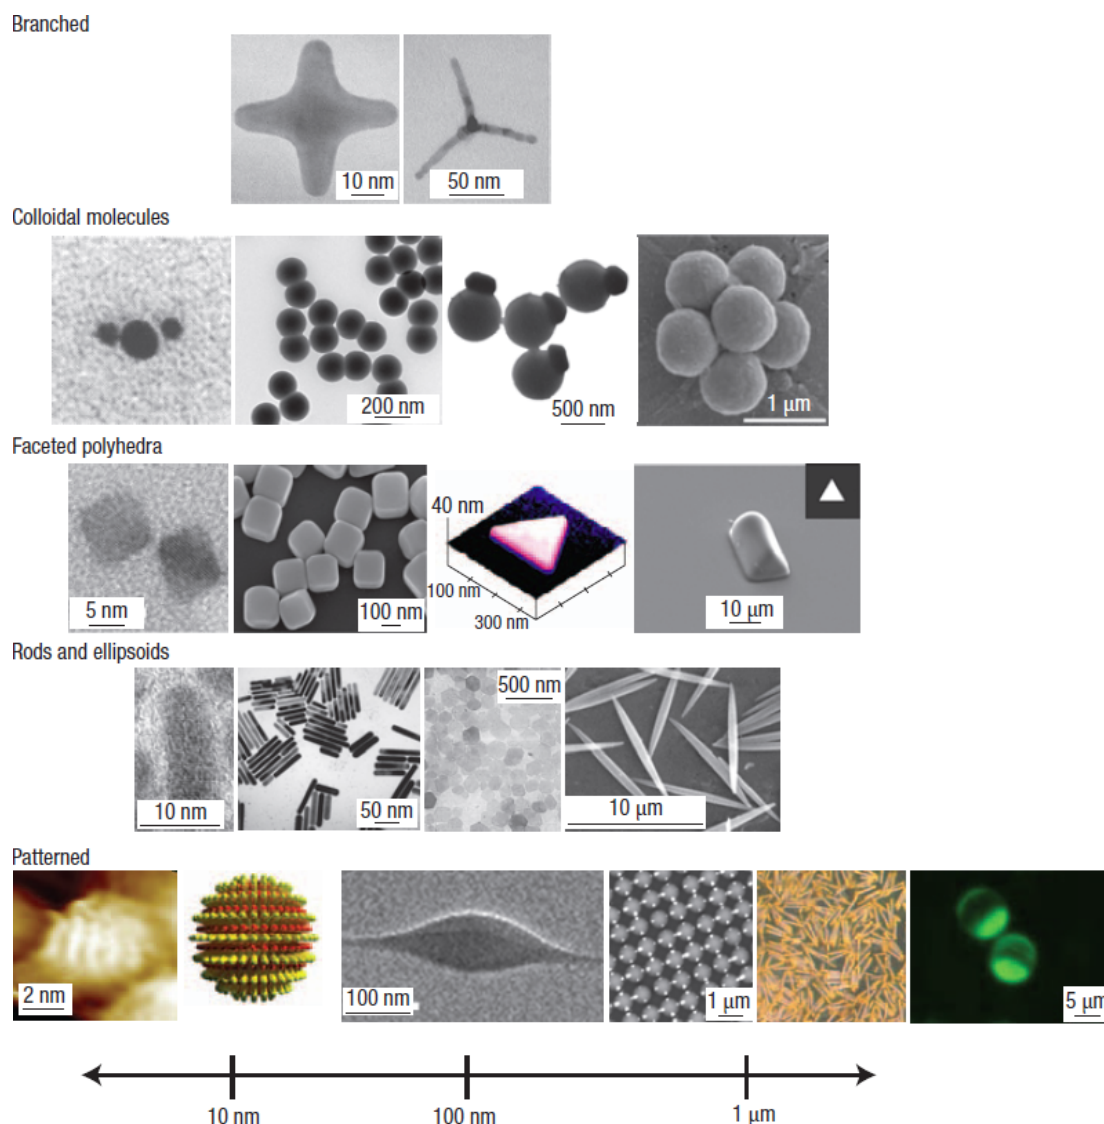 Branched
10 nm
50 nm
Colloidal molecules
200 nm
500 nm
1 μm
Faceted polyhedra
5 nm
100 nm
40 nm
100 nm
300 nm
10 μm
Rods and ellipsoids
10 nm
50 nm
500 nm
10 μm
Patterned
2 nm
100 nm
1 μm
5 μm
10 nm
100 nm
1 μm